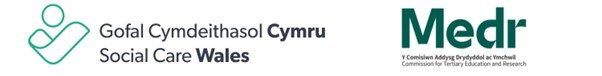 Gofal Cymdeithasol Cymru
Social Care Wales
Medr
Y Comisiwn Addysg Drydyddol ac Ymchwil
Commission for Tertiary Education and Research